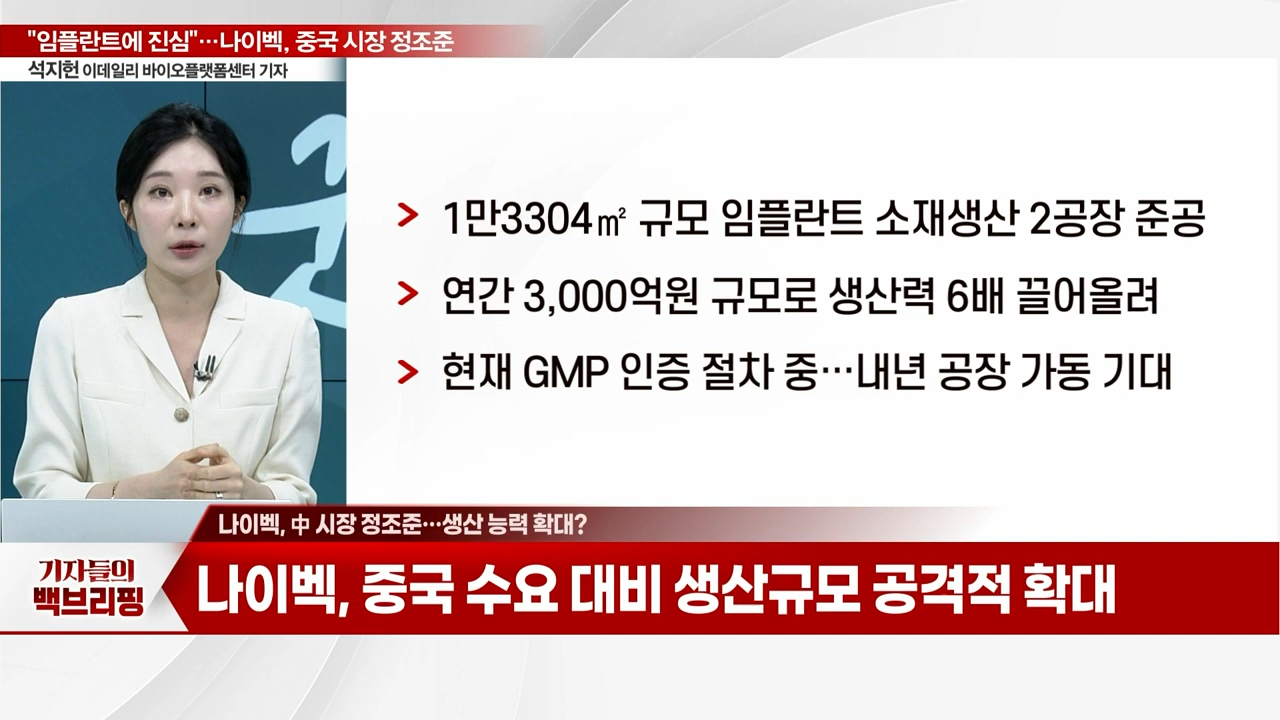 "임플란트에 진심"…나이벡, 중국 시장 정조준
석지헌 이데일리 바이오플랫폼센터 기자
> 1만3304㎡ 규모 임플란트 소재생산 2공장 준공
> 연간 3,000억원 규모로 생산력 6배 끌어올려
> 현재 GMP 인증 절차 중…내년 공장 가동 기대
나이벡, 中 시장 정조준…생산 능력 확대?
기자들의
백브리핑
나이벡, 중국 수요 대비 생산규모 공격적 확대